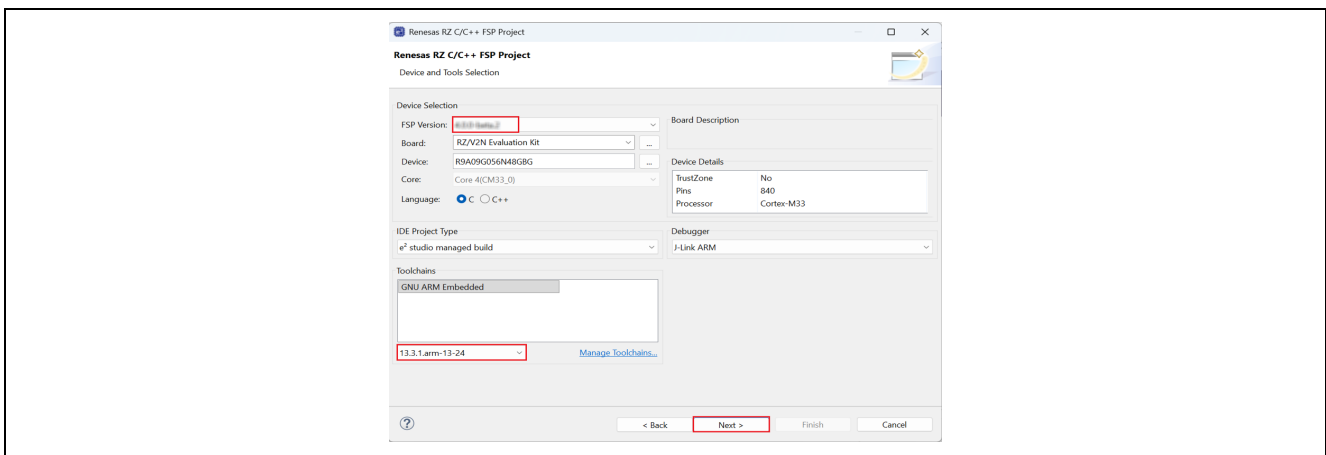 Renesas RZ C/C++ FSP Project
Renesas RZ C/C++ FSP Project
Device and Tools Selection
Device Selection
FSP Version:
Board: RZ/V2N Evaluation Kit ...
Device: R9A09G056N48GBG ...
Core: Core 4(CM33_0)
Language: C C++
Board Description
Device Details
TrustZone No
Pins 840
Processor Cortex-M33
IDE Project Type
e² studio managed build
Debugger
J-Link ARM
Toolchains
GNU ARM Embedded
13.3.1.arm-13-24 Manage Toolchains...
? < Back Next > Finish Cancel